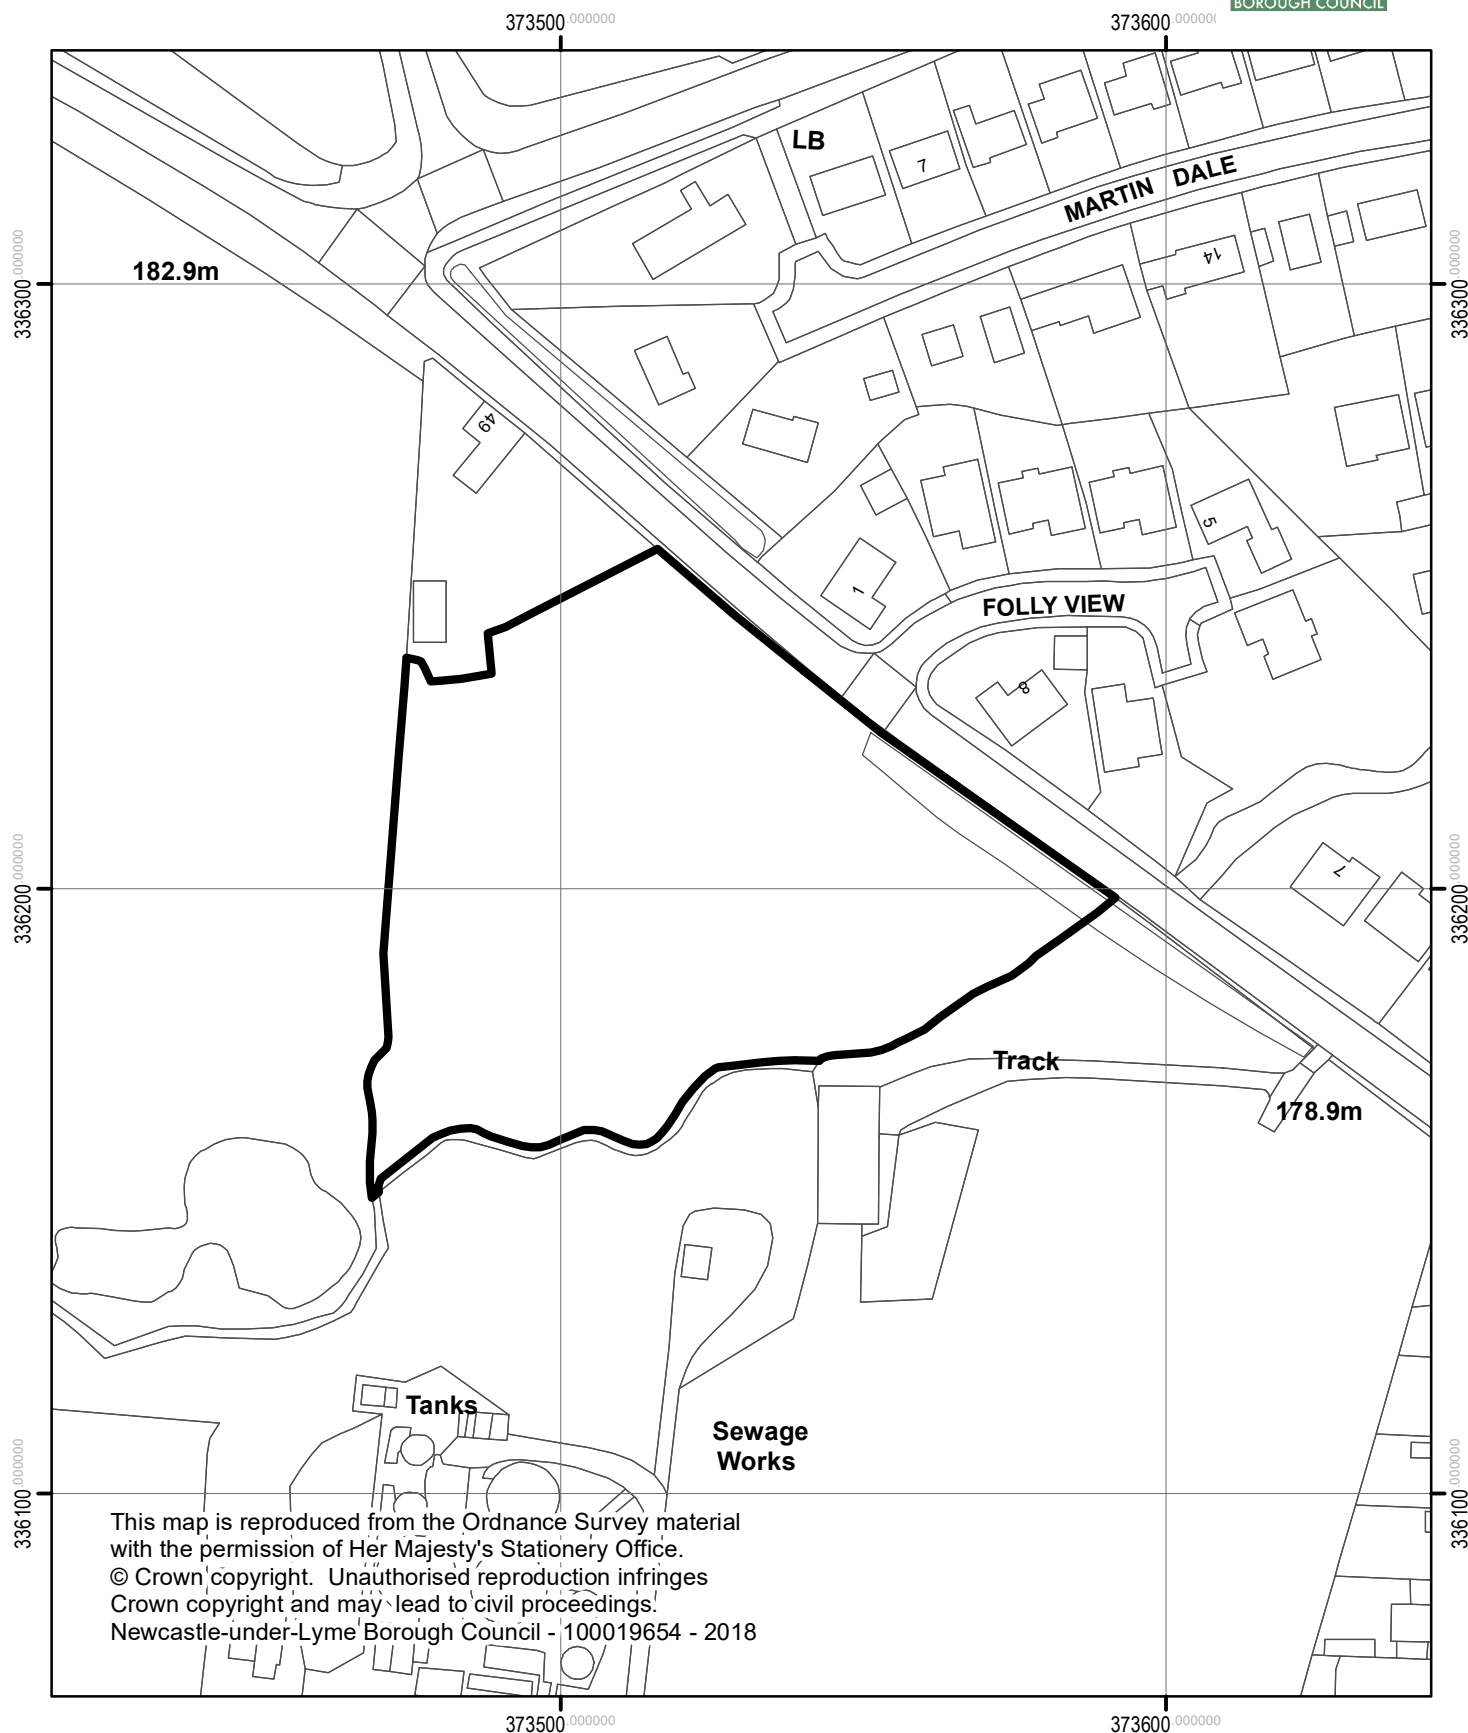 BOROUGH COUNCIL
373500.000000
373600.000000
LB
7
MARTIN DALE
182.9m
14
336300.000000
336300.000000
49
5
1
FOLLY VIEW
8
7
336200.000000
336200.000000
Track
178.9m
Tanks
Sewage
Works
336100.000000
336100.000000
This map is reproduced from the Ordnance Survey material
with the permission of Her Majesty's Stationery Office.
© Crown copyright. Unauthorised reproduction infringes
Crown copyright and may lead to civil proceedings.
Newcastle-under-Lyme Borough Council - 100019654 - 2018
373500.000000
373600.000000